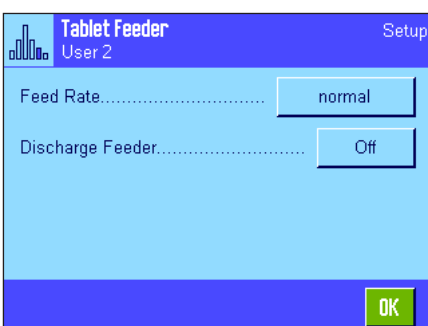 Tablet Feeder Setup
User 2
Feed Rate............................... normal
Discharge Feeder............................ Off
OK